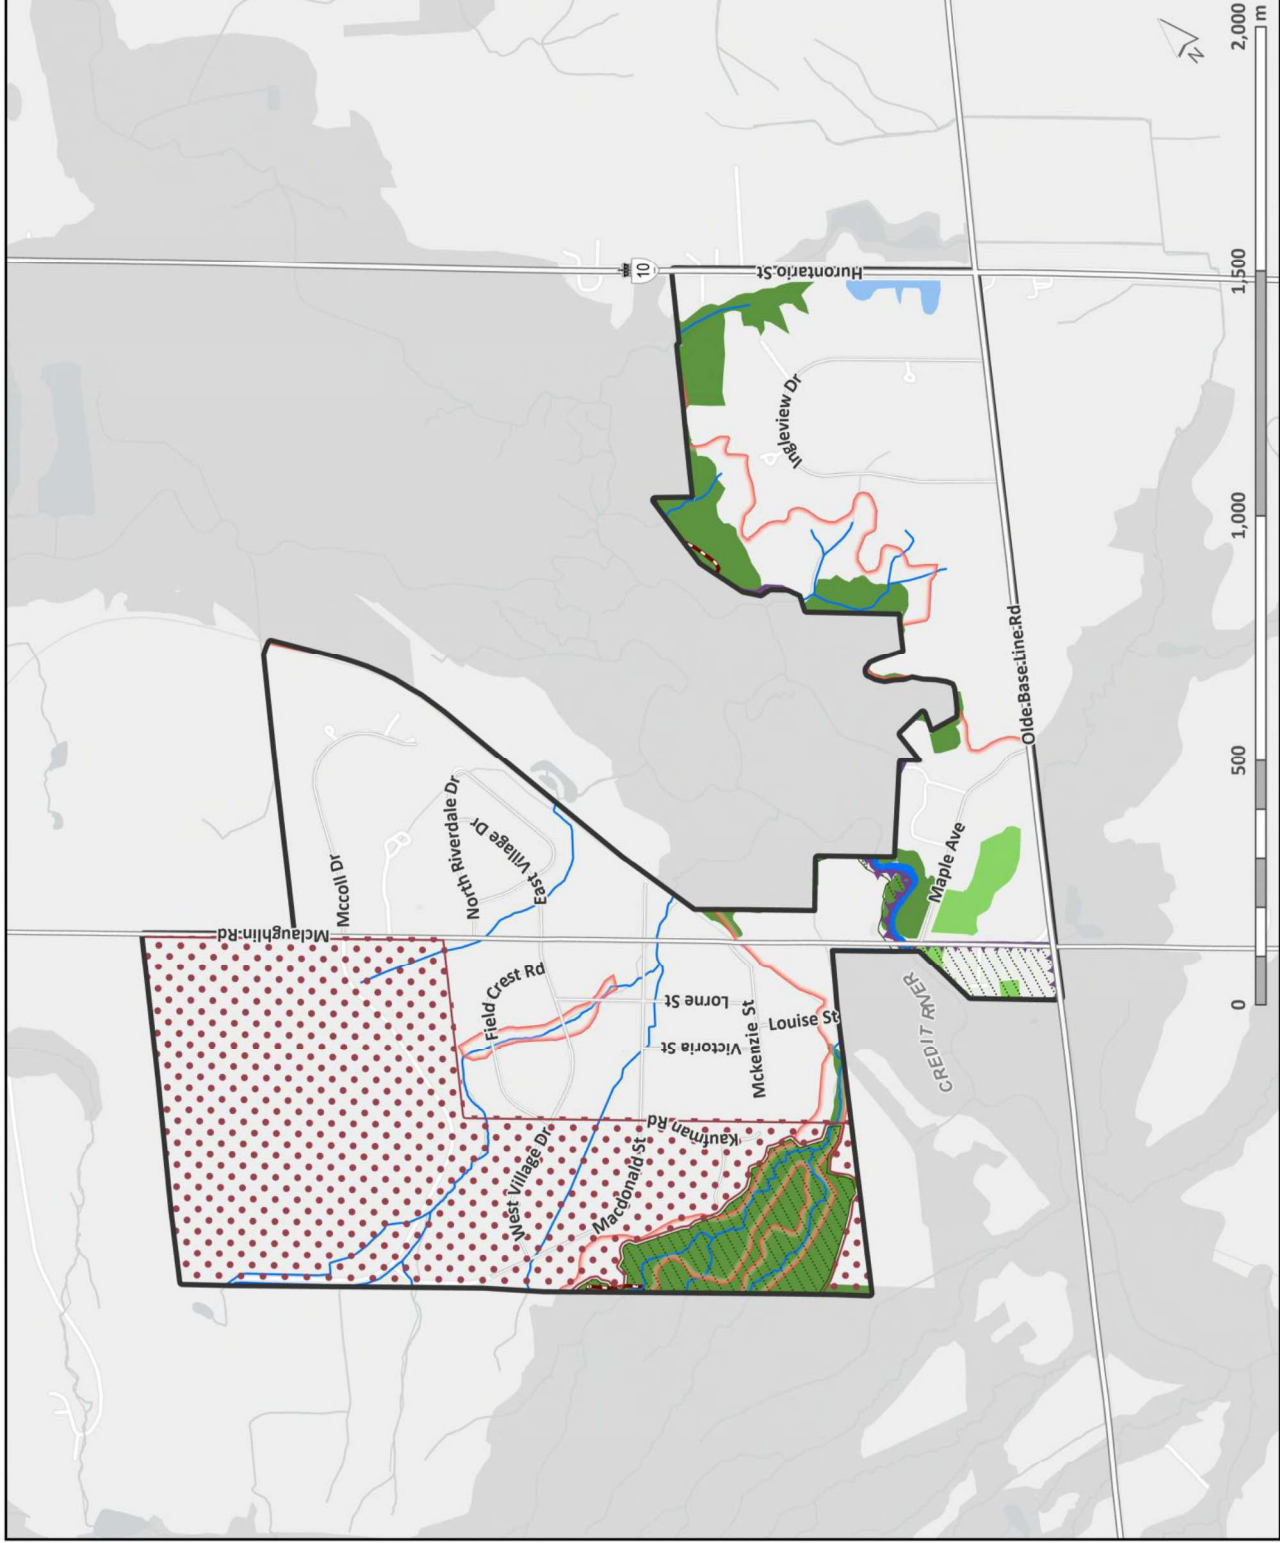 2,000
m
N
10
Hurontario St
1,500
Ingleview Dr
1,000
Olde Base Line Rd
500
North Riverdale Dr
East Village Dr
Maple Ave
Mccoll Dr
Mclaughlin Rd
Field Crest Rd
Lorne St
Louise St
CREDIT RIVER
0
Victoria St
Mckenzie St
Kaufman Rd
West Village Dr
Macdonald St